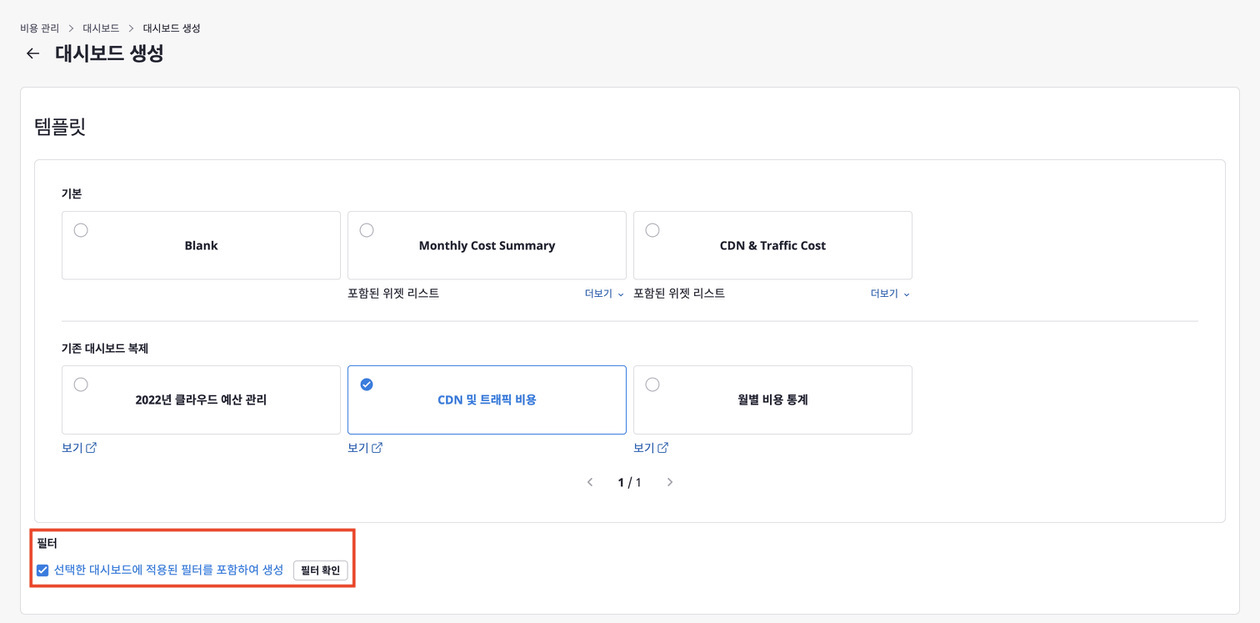 비용 관리 > 대시보드 > 대시보드 생성
← 대시보드 생성
템플릿
기본
Blank
Monthly Cost Summary
CDN & Traffic Cost
포함된 위젯 리스트 더보기
포함된 위젯 리스트 더보기
기존 대시보드 복제
2022년 클라우드 예산 관리
CDN 및 트래픽 비용
월별 비용 통계
보기
보기
보기
< 1 / 1 >
필터
선택한 대시보드에 적용된 필터를 포함하여 생성 필터 확인